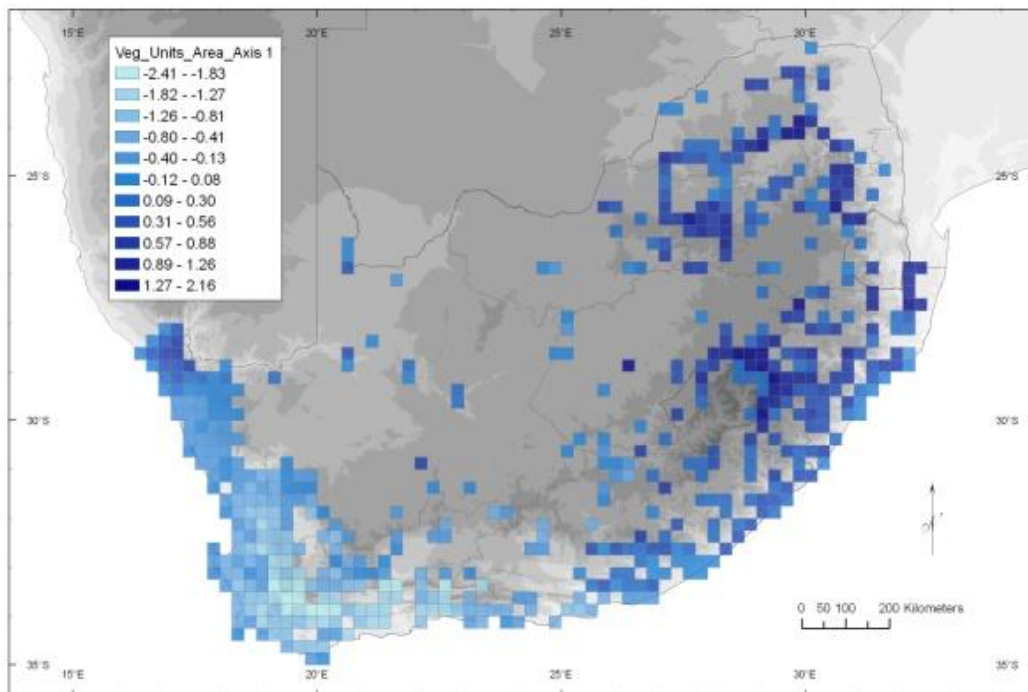 15°E 20°E 25°E 30°E
Veg_Units_Area_Axis 1
-2.41 - -1.83
-1.82 - -1.27
-1.26 - -0.81
-0.80 - -0.41
-0.40 - -0.13
-0.12 - 0.08
0.09 - 0.30
0.31 - 0.56
0.57 - 0.88
0.89 - 1.26
1.27 - 2.16
25°S 25°S
30°S 30°S
0 50 100 200 Kilometers
35°S 35°S
15°E 20°E 25°E 30°E